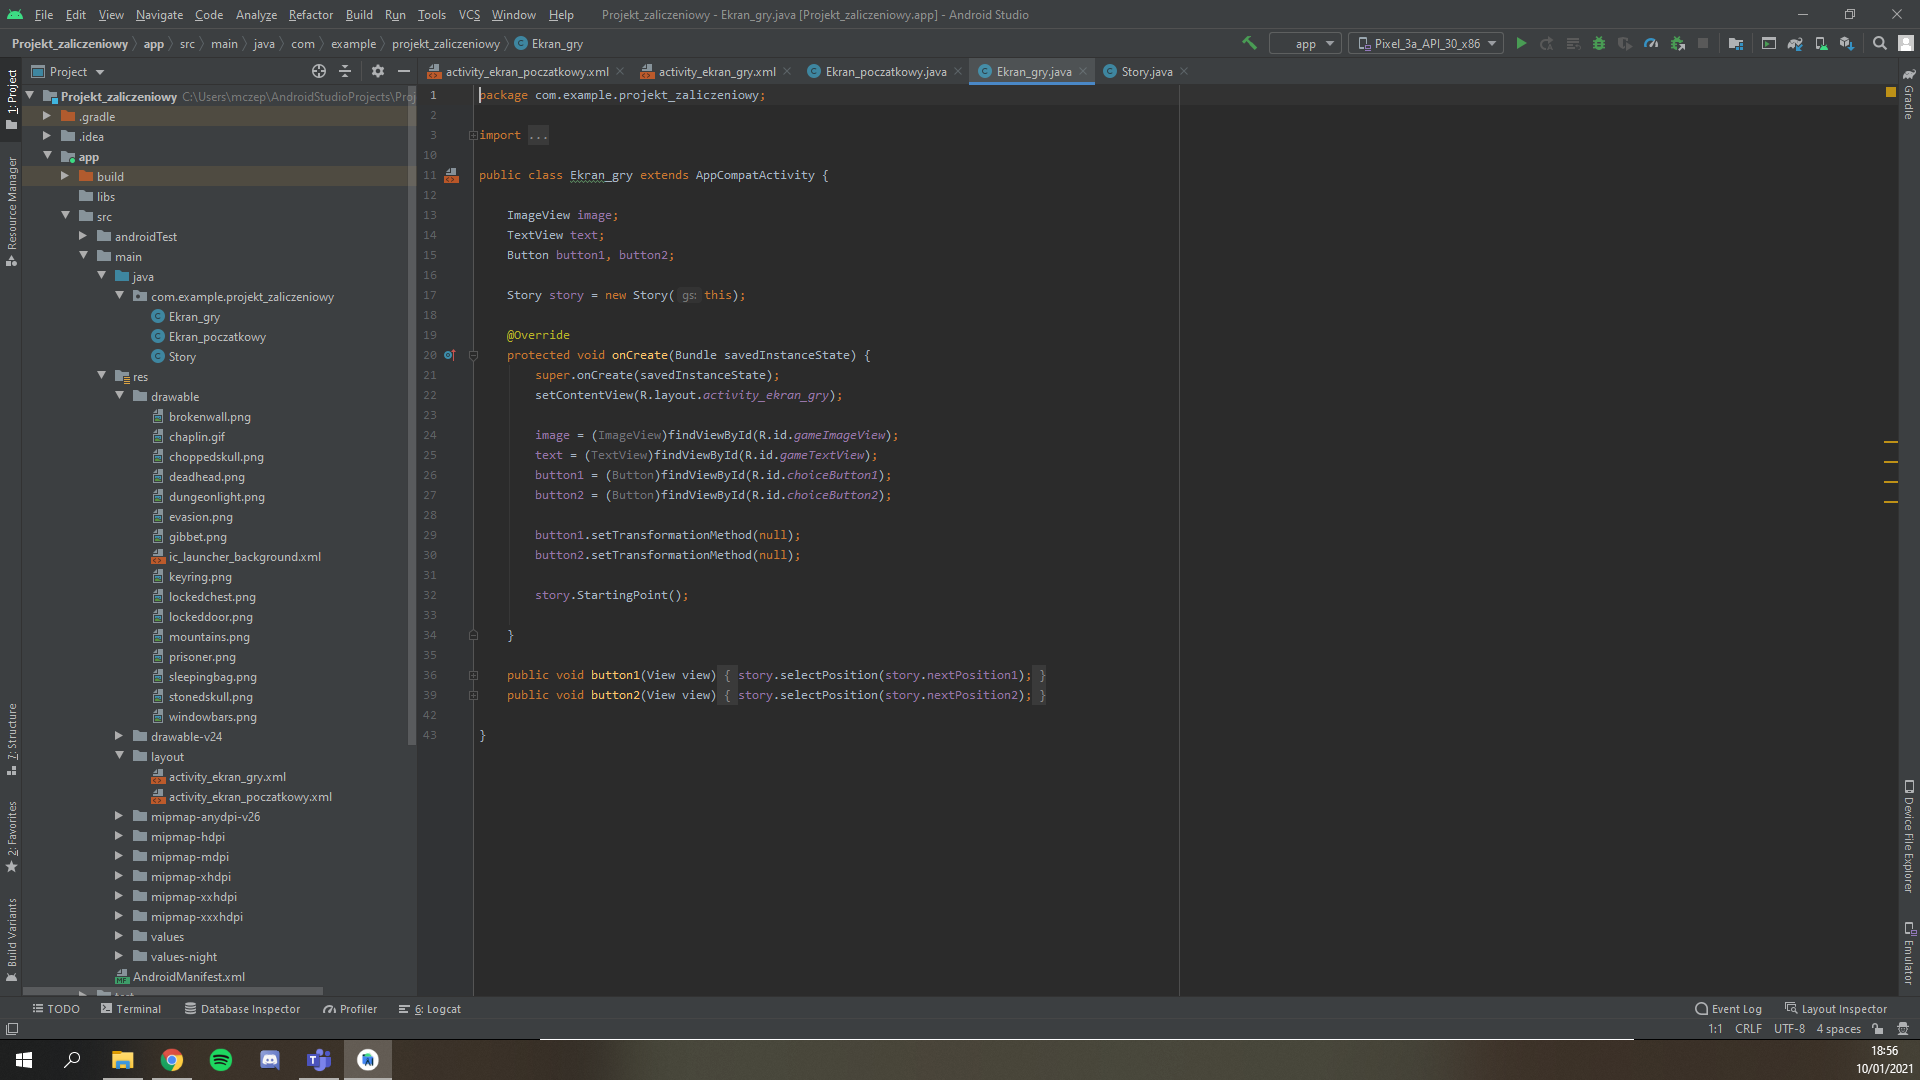 File Edit View Navigate Code Analyze Refactor Build Run Tools VCS Window Help Projekt_zaliczeniowy - Ekran_gry.java [Projekt_zaliczeniowy.app] - Android Studio
Projekt_zaliczeniowy app src main java com example projekt_zaliczeniowy Ekran_gry app Pixel_3a_API_30_x86
Project activity_ekran_poczatkowy.xml activity_ekran_gry.xml Ekran_poczatkowy.java Ekran_gry.java Story.java
1: Project
Resource Manager
7: Structure
2: Favorites
Build Variants
Projekt_zaliczeniowy C:\Users\mczep\AndroidStudioProjects\Proj
.gradle
.idea
app
build
libs
src
androidTest
main
java
com.example.projekt_zaliczeniowy
Ekran_gry
Ekran_poczatkowy
Story
res
drawable
brokenwall.png
chaplin.gif
choppedskull.png
deadhead.png
dungeonlight.png
evasion.png
gibbet.png
ic_launcher_background.xml
keyring.png
lockedchest.png
lockeddoor.png
mountains.png
prisoner.png
sleepingbag.png
stonedskull.png
windowbars.png
drawable-v24
layout
activity_ekran_gry.xml
activity_ekran_poczatkowy.xml
mipmap-anydpi-v26
mipmap-hdpi
mipmap-mdpi
mipmap-xhdpi
mipmap-xxhdpi
mipmap-xxxhdpi
values
values-night
AndroidManifest.xml
1 package com.example.projekt_zaliczeniowy;
2
3 import ...
10
11 public class Ekran_gry extends AppCompatActivity {
12
13 ImageView image;
14 TextView text;
15 Button button1, button2;
16
17 Story story = new Story( gs: this);
18
19 @Override
20 protected void onCreate(Bundle savedInstanceState) {
21 super.onCreate(savedInstanceState);
22 setContentView(R.layout.activity_ekran_gry);
23
24 image = (ImageView)findViewById(R.id.gameImageView);
25 text = (TextView)findViewById(R.id.gameTextView);
26 button1 = (Button)findViewById(R.id.choiceButton1);
27 button2 = (Button)findViewById(R.id.choiceButton2);
28
29 button1.setTransformationMethod(null);
30 button2.setTransformationMethod(null);
31
32 story.StartingPoint();
33
34 }
35
36 public void button1(View view) { story.selectPosition(story.nextPosition1); }
39 public void button2(View view) { story.selectPosition(story.nextPosition2); }
42
43 }
Gradle
Device File Explorer
Emulator
TODO Terminal Database Inspector Profiler 6: Logcat Event Log Layout Inspector
1:1 CRLF UTF-8 4 spaces
18:56
10/01/2021